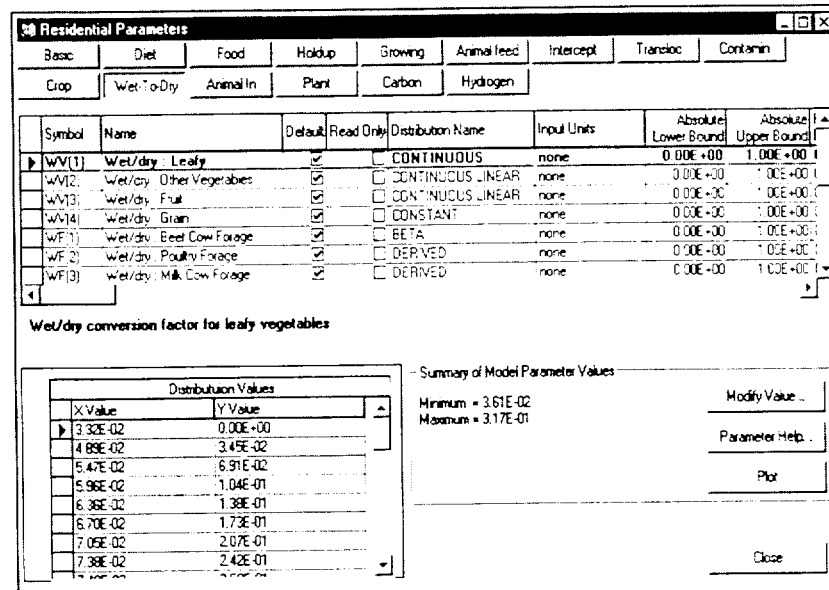 Residential Parameters
Basic Diet Food Holdup Growing Animal feed Intercept Transloc Contamin
Crop Wet-To-Dry Animal In Plant Carbon Hydrogen
Symbol Name Default Read Only Distribution Name Input Units Absolute Lower Bound Absolute Upper Bound
WV(1) Wet/dry : Leafy CONTINUOUS none 0.00E+00 1.00E+00
WV(2) Wet/dry : Other Vegetables CONTINUOUS LINEAR none 0.00E+00 1.00E+00
WV(3) Wet/dry : Fruit CONTINUOUS LINEAR none 0.00E+00 1.00E+00
WV(4) Wet/dry : Grain CONSTANT none 0.00E+00 1.00E+00
WF(1) Wet/dry : Beef Cow Forage BETA none 0.00E+00 1.00E+00
WF(2) Wet/dry : Poultry Forage DERIVED none 0.00E+00 1.00E+00
WF(3) Wet/dry : Milk Cow Forage DERIVED none 0.00E+00 1.00E+00
Wet/dry conversion factor for leafy vegetables
Distributuion Values
X Value Y Value
3.32E-02 0.00E+00
4.89E-02 3.45E-02
5.47E-02 6.91E-02
5.96E-02 1.04E-01
6.36E-02 1.38E-01
6.70E-02 1.73E-01
7.05E-02 2.07E-01
7.38E-02 2.42E-01
Summary of Model Parameter Values
Minimum = 3.61E-02
Maximum = 3.17E-01
Modify Value ...
Parameter Help...
Plot
Close